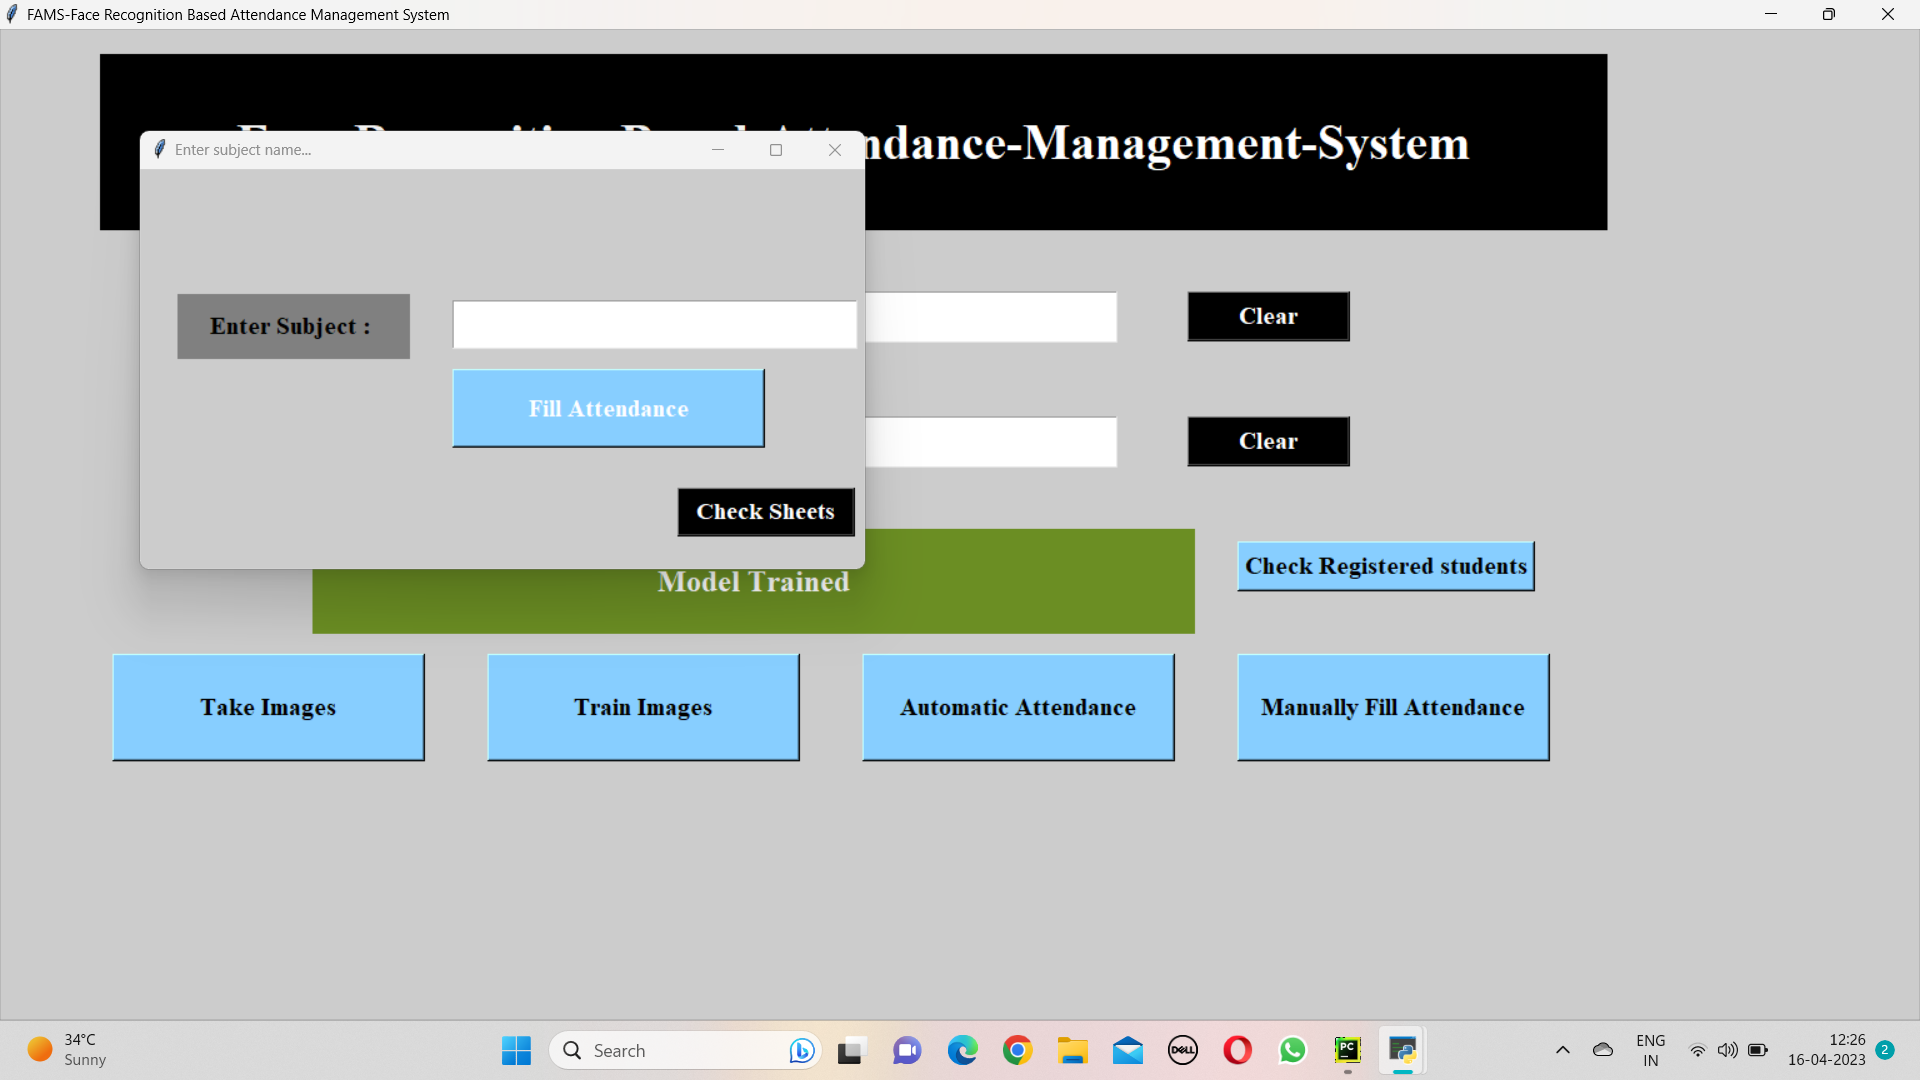 FAMS-Face Recognition Based Attendance Management System
ndance-Management-System
Enter subject name...
Enter Subject :
Clear
Fill Attendance
Clear
Check Sheets
Model Trained
Check Registered students
Take Images
Train Images
Automatic Attendance
Manually Fill Attendance
34°C
Sunny
Search
DELL
PC
ENG
IN
12:26
16-04-2023
2